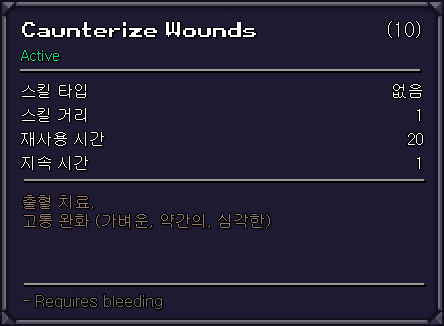 Caunterize Wounds (10)
Active
스킬 타입 없음
스킬 거리 1
재사용 시간 20
지속 시간 1
출혈 치료,
고통 완화 (가벼운, 약간의, 심각한)
- Requires bleeding